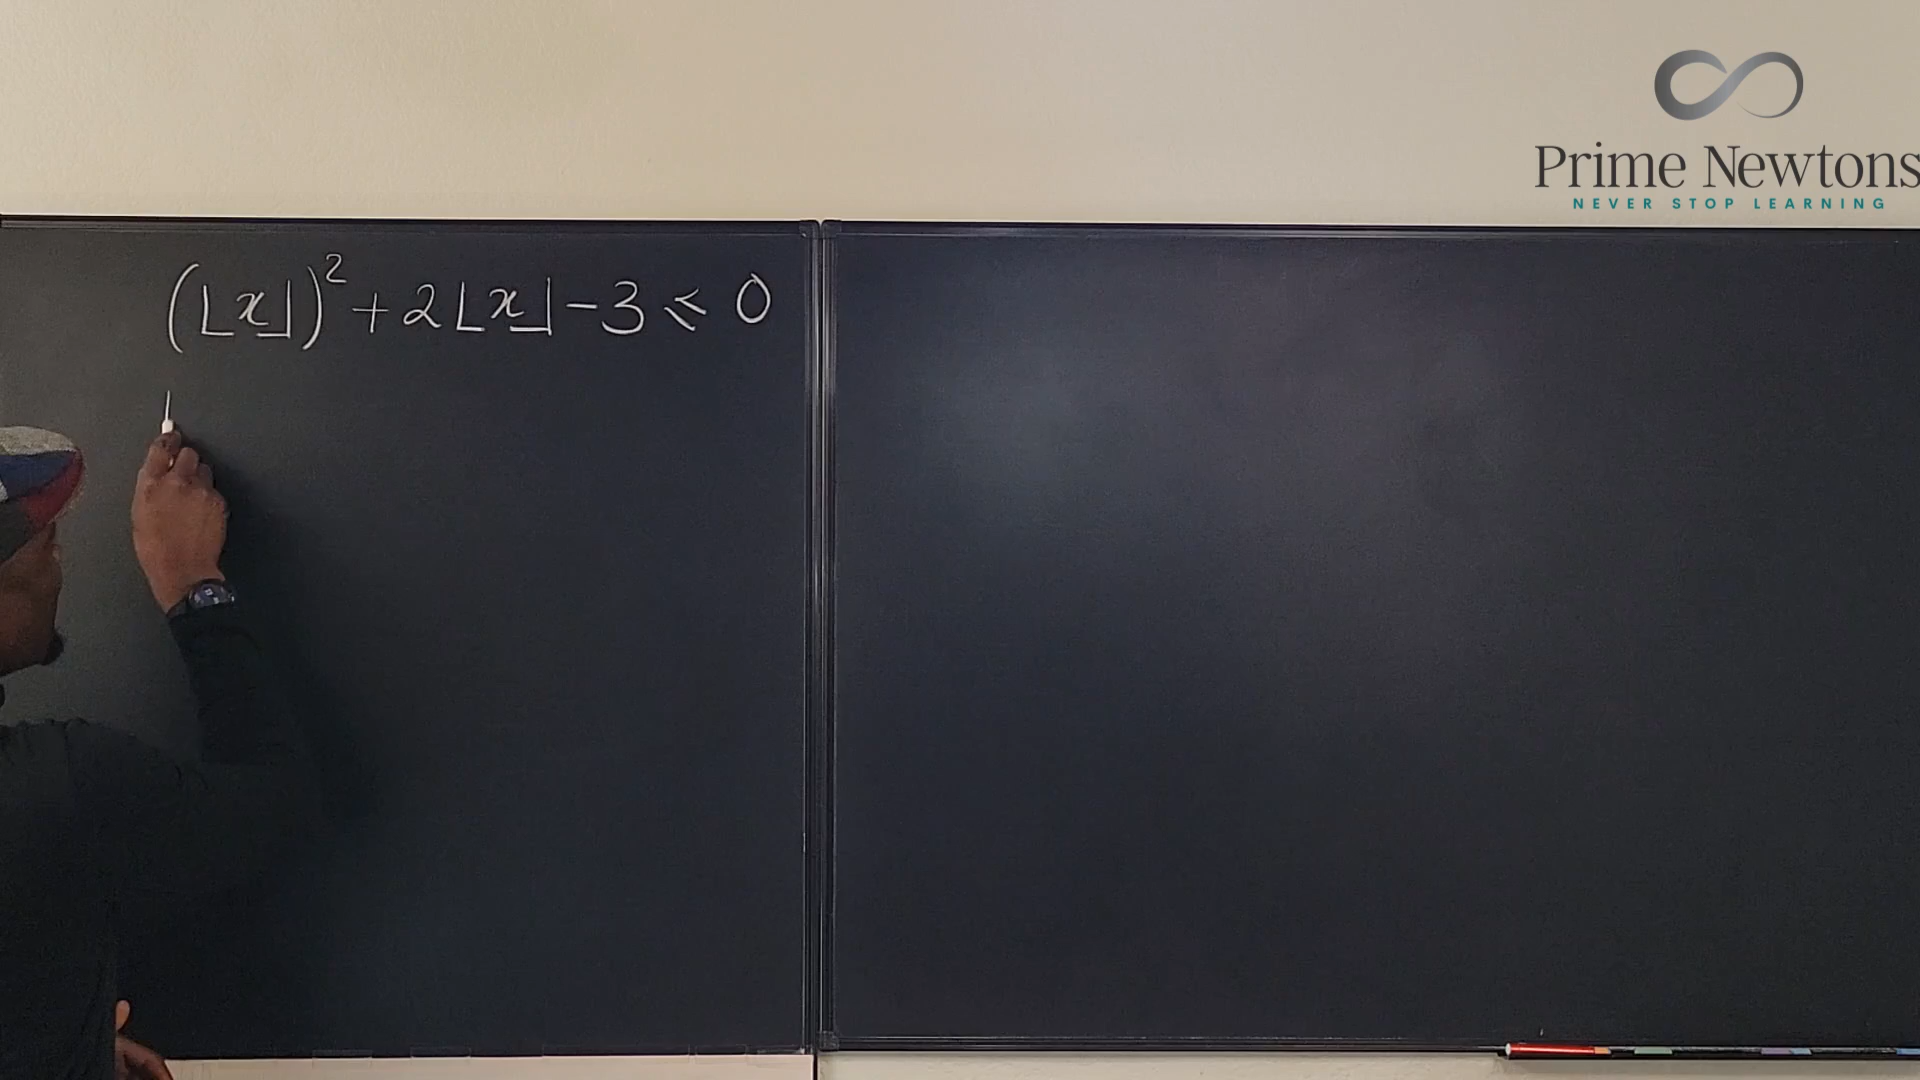 Prime Newtons
NEVER STOP LEARNING
(⌊x⌋)² + 2⌊x⌋ - 3 ⩽ 0